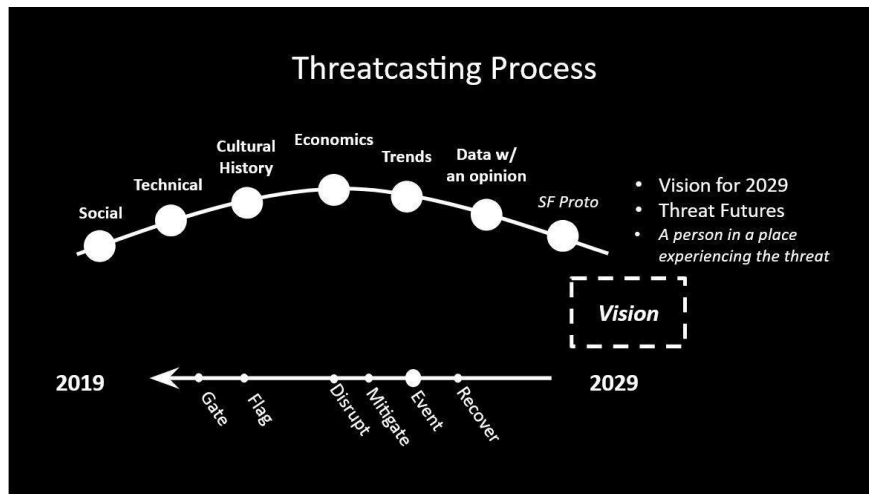 Threatcasting Process
Social
Technical
Cultural
History
Economics
Trends
Data w/
an opinion
SF Proto
• Vision for 2029
• Threat Futures
• A person in a place
experiencing the threat
Vision
2019
Gate
Flag
Disrupt
Mitigate
Event
Recover
2029